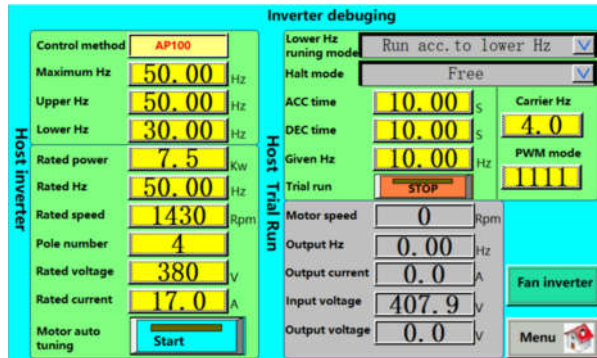 Inverter debuging
Host inverter
Control method AP100
Maximum Hz 50.00 Hz
Upper Hz 50.00 Hz
Lower Hz 30.00 Hz
Rated power 7.5 Kw
Rated Hz 50.00 Hz
Rated speed 1430 Rpm
Pole number 4
Rated voltage 380 V
Rated current 17.0 A
Motor auto
tuning Start
Host Trial Run
Lower Hz
runing mode Run acc.to lower Hz
Halt mode Free
ACC time 10.00 S
DEC time 10.00 S
Given Hz 10.00 Hz
Trial run STOP
Carrier Hz
4.0
PWM mode
1111
Motor speed 0 Rpm
Output Hz 0.00 Hz
Output current 0.0 A
Input voltage 407.9 V
Output voltage 0.0 V
Fan inverter
Menu